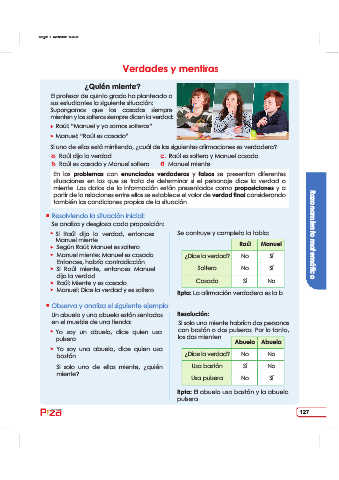 Verdades y mentiras
¿Quién miente?
El profesor de quinto grado ha planteado a
sus estudiantes la siguiente situación:
Supongamos que los casados siempre
mienten y los solteros siempre dicen la verdad:
Raúl: "Manuel y yo somos solteros"
Manuel: "Raúl es casado"
Si uno de ellos está mintiendo, ¿cuál de las siguientes afirmaciones es verdadera?
a Raúl dijo la verdad
c. Raúl es soltero y Manuel casado
b Raúl es casado y Manuel soltero
d Manuel miente
En los problemas con enunciados verdaderos y falsos se presentan diferentes
situaciones en las que se trata de determinar si el personaje dice la verdad o
miente. Los datos de la información están presentados como proposiciones y a
partir de la relaciones entre ellos se establece el valor de verdad final considerando
también las condiciones propias de la situación
Resolviendo la situación inicial:
Se analiza y desglosa cada proposición:
Si Raúl dijo la verdad, entonces
Manuel miente
Según Raúl: Manuel es soltero
Manuel miente: Manuel es casado
Entonces, habría contradicción
Si Raúl miente, entonces Manuel
dijo la verdad
Raúl: Miente y es casado
Manuel: Dice la verdad y es soltero
Se contruye y completa la tabla:
Raúl Manuel
¿Dice la verdad? No Sí
Soltero No Sí
Casado Sí No
Rpta: La afirmación verdadera es la b
Observa y analiza el siguiente ejemplo:
Un abuelo y una abuela están sentados
en el muelle de una tienda:
Yo soy un abuelo, dice quien usa
pulsera
Yo soy una abuela, dice quien usa
bastón
Si solo uno de ellos miente, ¿quién
miente?
Resolución:
Si solo uno miente habrían dos personas
con bastón o dos pulseras. Por lo tanto,
los dos mienten
Abuelo Abuela
¿Dice la verdad? No No
Usa bastón Sí No
Usa pulsera No Sí
Rpta: El abuelo usa bastón y la abuela
pulsera
Razonamiento matemático
127